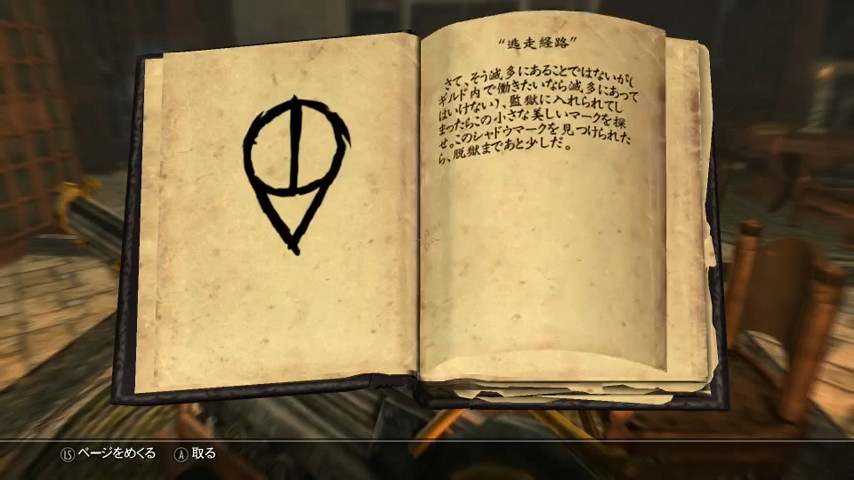 “逃走経路”
さて、そう滅多にあることではないが(
ギルド内で働きたいなら滅多にあって
はいけない)、監獄に入れられてし
まったらこの小さな美しいマークを探
せ。このシャドウマークを見つけられた
ら、脱獄まであと少しだ。
LS ページをめくる A 取る